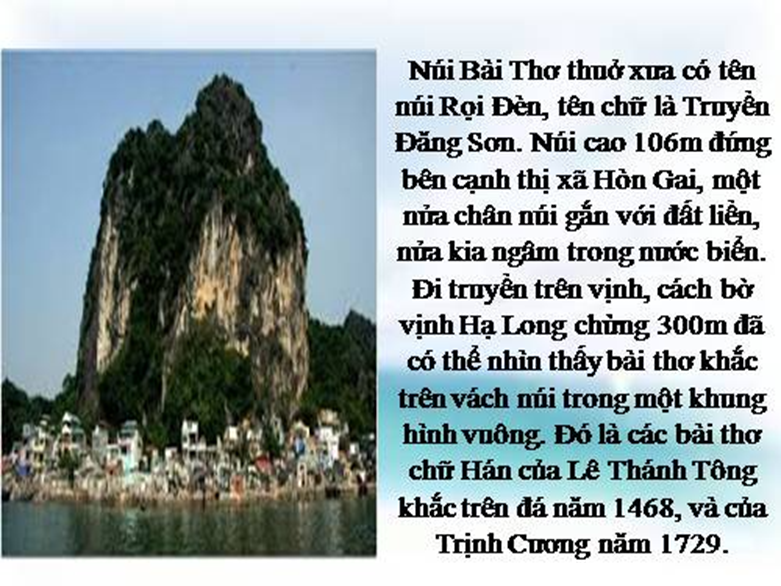 Núi Bài Thơ thuở xưa có tên
núi Rọi Đèn, tên chữ là Truyền
Đăng Sơn. Núi cao 106m đứng
bên cạnh thị xã Hòn Gai, một
nửa chân núi gắn với đất liền,
nửa kia ngâm trong nước biển.
Đi truyền trên vịnh, cách bờ
vịnh Hạ Long chừng 300m đã
có thể nhìn thấy bài thơ khắc
trên vách núi trong một khung
hình vuông. Đó là các bài thơ
chữ Hán của Lê Thánh Tông
khắc trên đá năm 1468, và của
Trịnh Cương năm 1729.